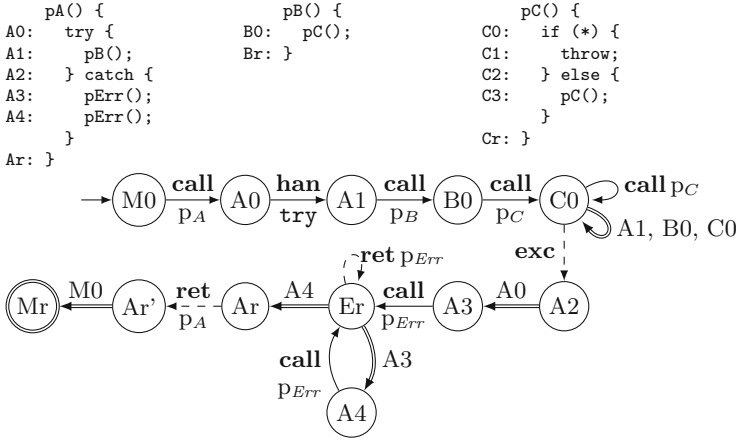 pA() {
A0: try {
A1: pB();
A2: } catch {
A3: pErr();
A4: pErr();
}
Ar: }
pB() {
B0: pC();
Br: }
pC() {
C0: if (*) {
C1: throw;
C2: } else {
C3: pC();
}
Cr: }
M0 call pA A0 han try A1 call pB B0 call pC C0 call pC
A1, B0, C0
exc
Mr M0 Ar' ret pA Ar A4 Er call pErr A3 A0 A2
ret pErr
call pErr A3
A4